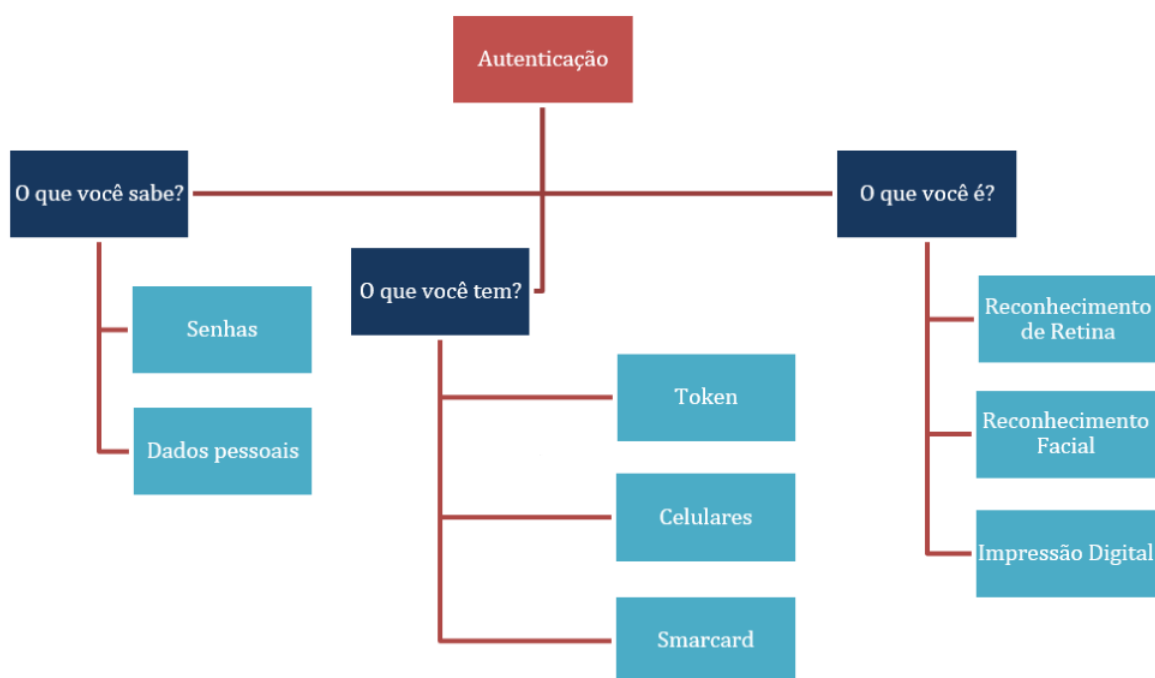 Autenticação
O que você sabe?
Senhas
Dados pessoais
O que você tem?
Token
Celulares
Smarcard
O que você é?
Reconhecimento
de Retina
Reconhecimento
Facial
Impressão Digital